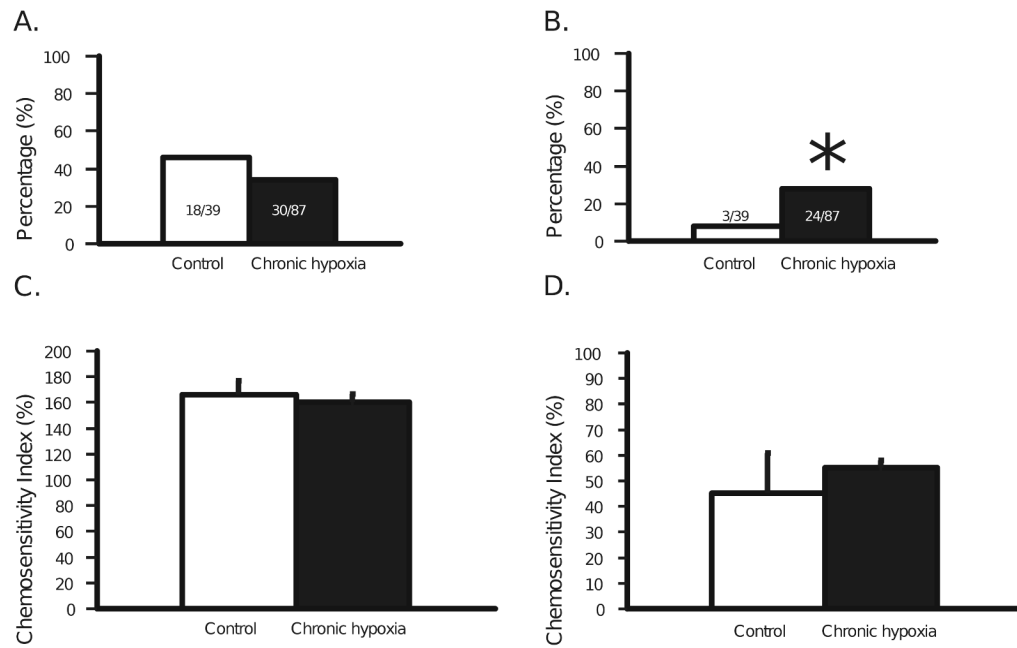 A.
Percentage (%)
100
80
60
40
20
0
18/39
30/87
Control
Chronic hypoxia
B.
Percentage (%)
100
80
60
40
20
0
*
3/39
24/87
Control
Chronic hypoxia
C.
Chemosensitivity Index (%)
200
180
160
140
120
100
80
60
40
20
0
Control
Chronic hypoxia
D.
Chemosensitivity Index (%)
100
90
80
70
60
50
40
30
20
10
0
Control
Chronic hypoxia